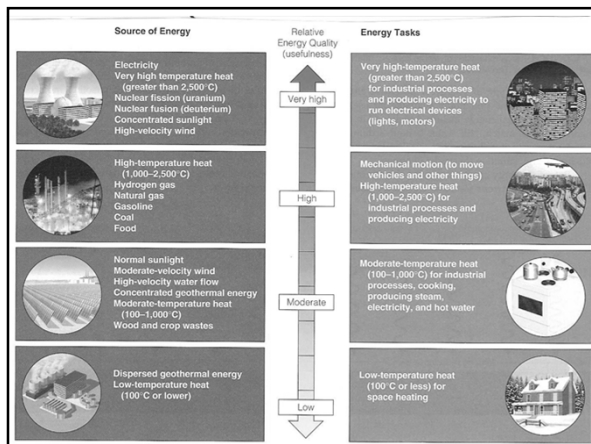 Source of Energy
Relative
Energy Quality
(usefulness)
Energy Tasks
Electricity
Very high temperature heat
(greater than 2,500°C)
Nuclear fission (uranium)
Nuclear fusion (deuterium)
Concentrated sunlight
High-velocity wind
Very high
Very high-temperature heat
(greater than 2,500°C)
for industrial processes
and producing electricity to
run electrical devices
(lights, motors)
High-temperature heat
(1,000–2,500°C)
Hydrogen gas
Natural gas
Gasoline
Coal
Food
High
Mechanical motion (to move
vehicles and other things)
High-temperature heat
(1,000–2,500°C) for
industrial processes and
producing electricity
Normal sunlight
Moderate-velocity wind
High-velocity water flow
Concentrated geothermal energy
Moderate-temperature heat
(100–1,000°C)
Wood and crop wastes
Moderate
Moderate-temperature heat
(100–1,000°C) for industrial
processes, cooking,
producing steam,
electricity, and hot water
Dispersed geothermal energy
Low-temperature heat
(100°C or lower)
Low
Low-temperature heat
(100°C or less) for
space heating